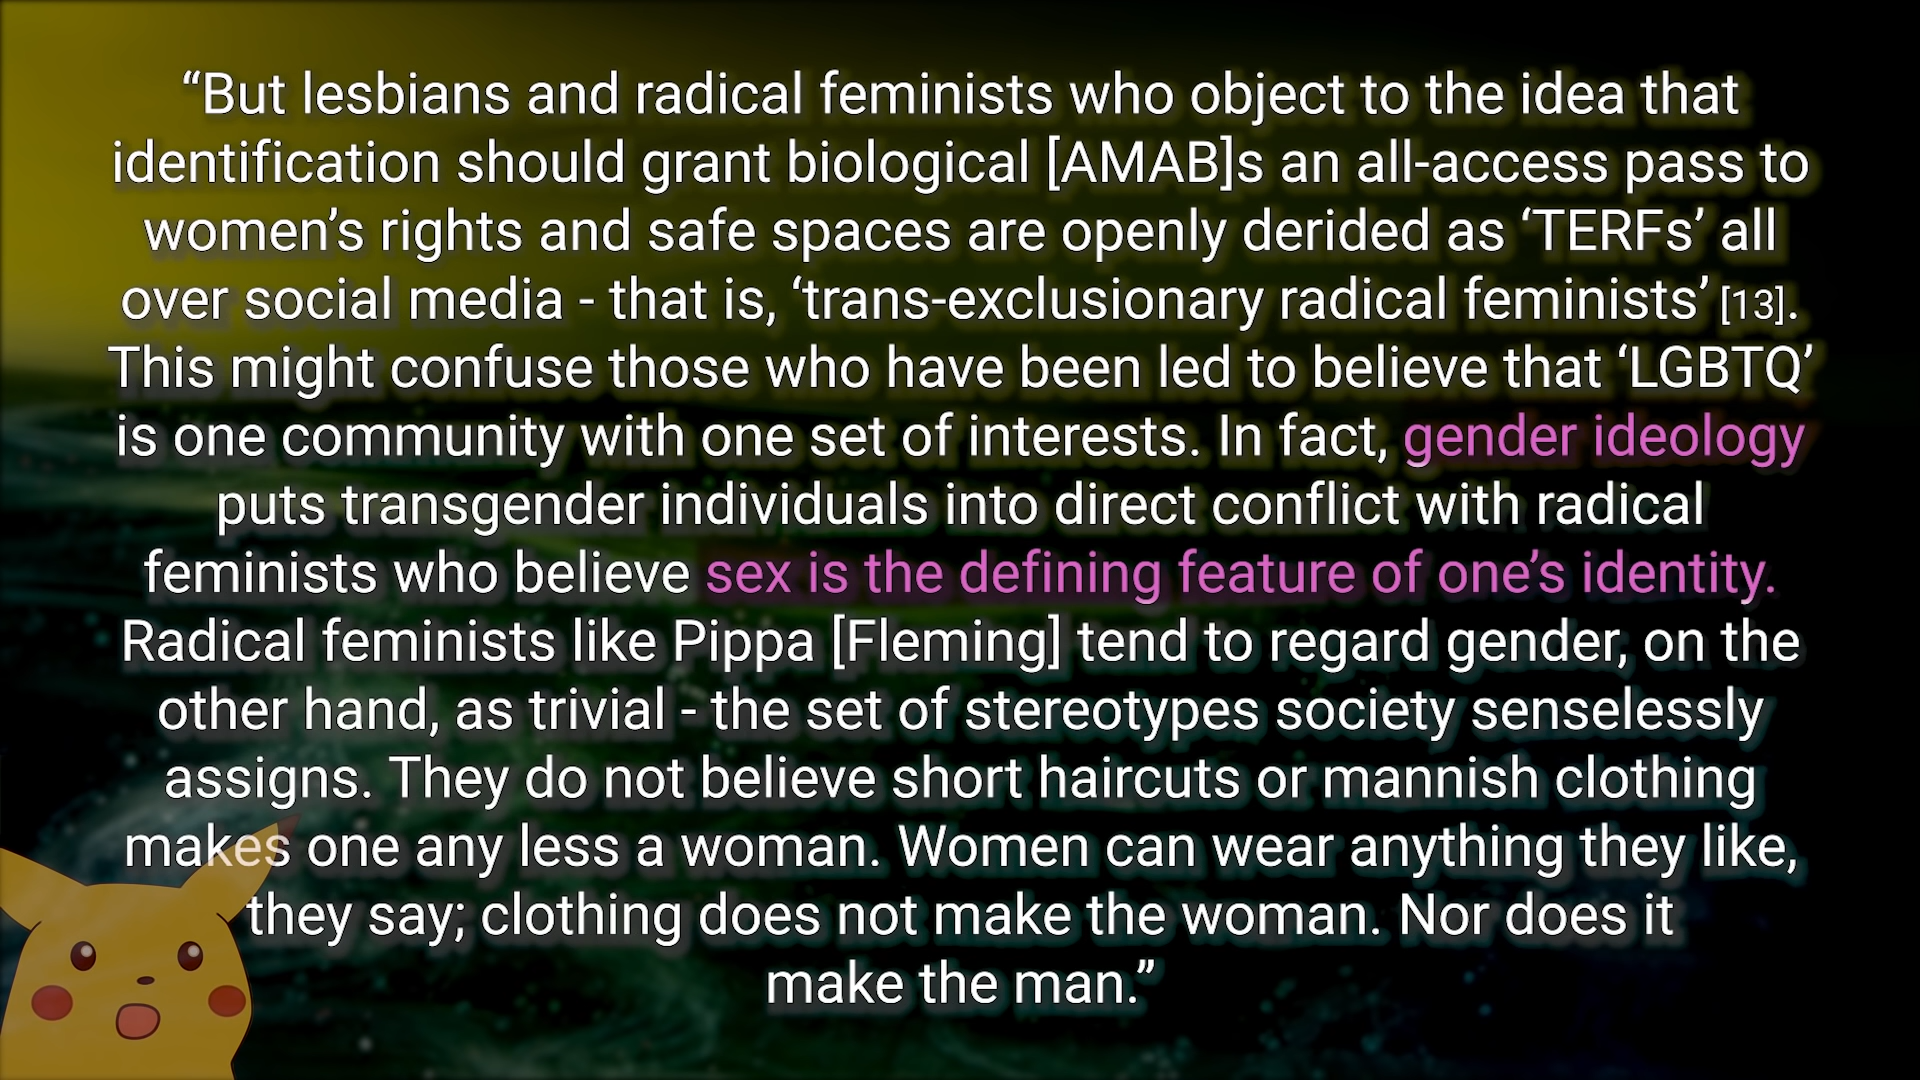 “But lesbians and radical feminists who object to the idea that
identification should grant biological [AMAB]s an all-access pass to
women’s rights and safe spaces are openly derided as ‘TERFs’ all
over social media - that is, ‘trans-exclusionary radical feminists’ [13].
This might confuse those who have been led to believe that ‘LGBTQ’
is one community with one set of interests. In fact, gender ideology
puts transgender individuals into direct conflict with radical
feminists who believe sex is the defining feature of one’s identity.
Radical feminists like Pippa [Fleming] tend to regard gender, on the
other hand, as trivial - the set of stereotypes society senselessly
assigns. They do not believe short haircuts or mannish clothing
makes one any less a woman. Women can wear anything they like,
they say; clothing does not make the woman. Nor does it
make the man.”